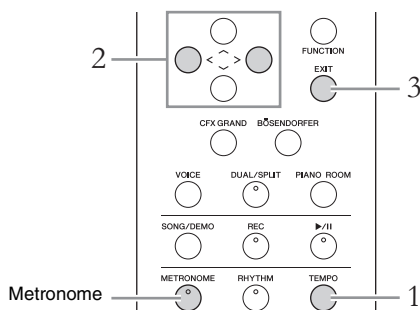 2
FUNCTION
EXIT
3
CFX GRAND BÖSENDORFER
VOICE DUAL/SPLIT PIANO ROOM
SONG/DEMO REC ▶/II
METRONOME RHYTHM TEMPO
Metronome 1